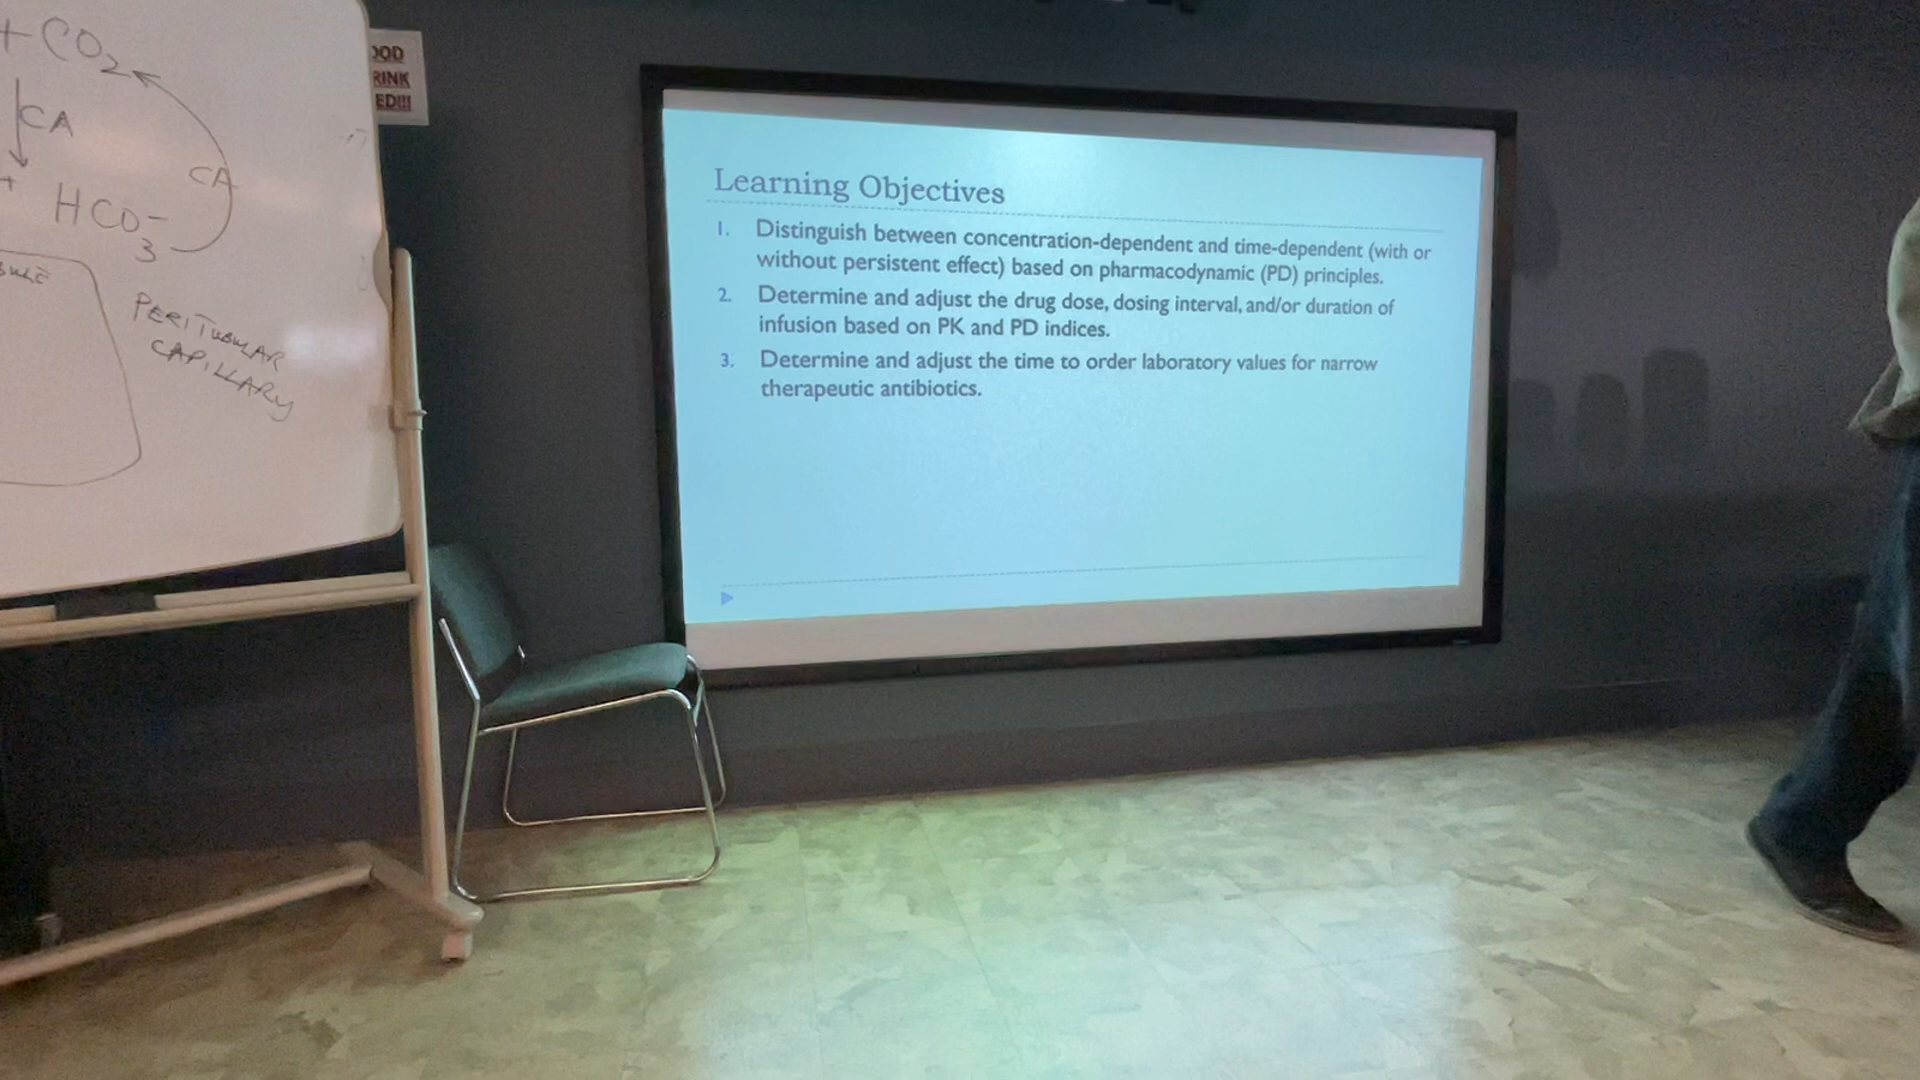 + CO2
CA
CA
+ HCO3-
PERITUBULAR
CAPILLARY
OOD
RINK
ED!!!
Learning Objectives
1. Distinguish between concentration-dependent and time-dependent (with or
without persistent effect) based on pharmacodynamic (PD) principles.
2. Determine and adjust the drug dose, dosing interval, and/or duration of
infusion based on PK and PD indices.
3. Determine and adjust the time to order laboratory values for narrow
therapeutic antibiotics.